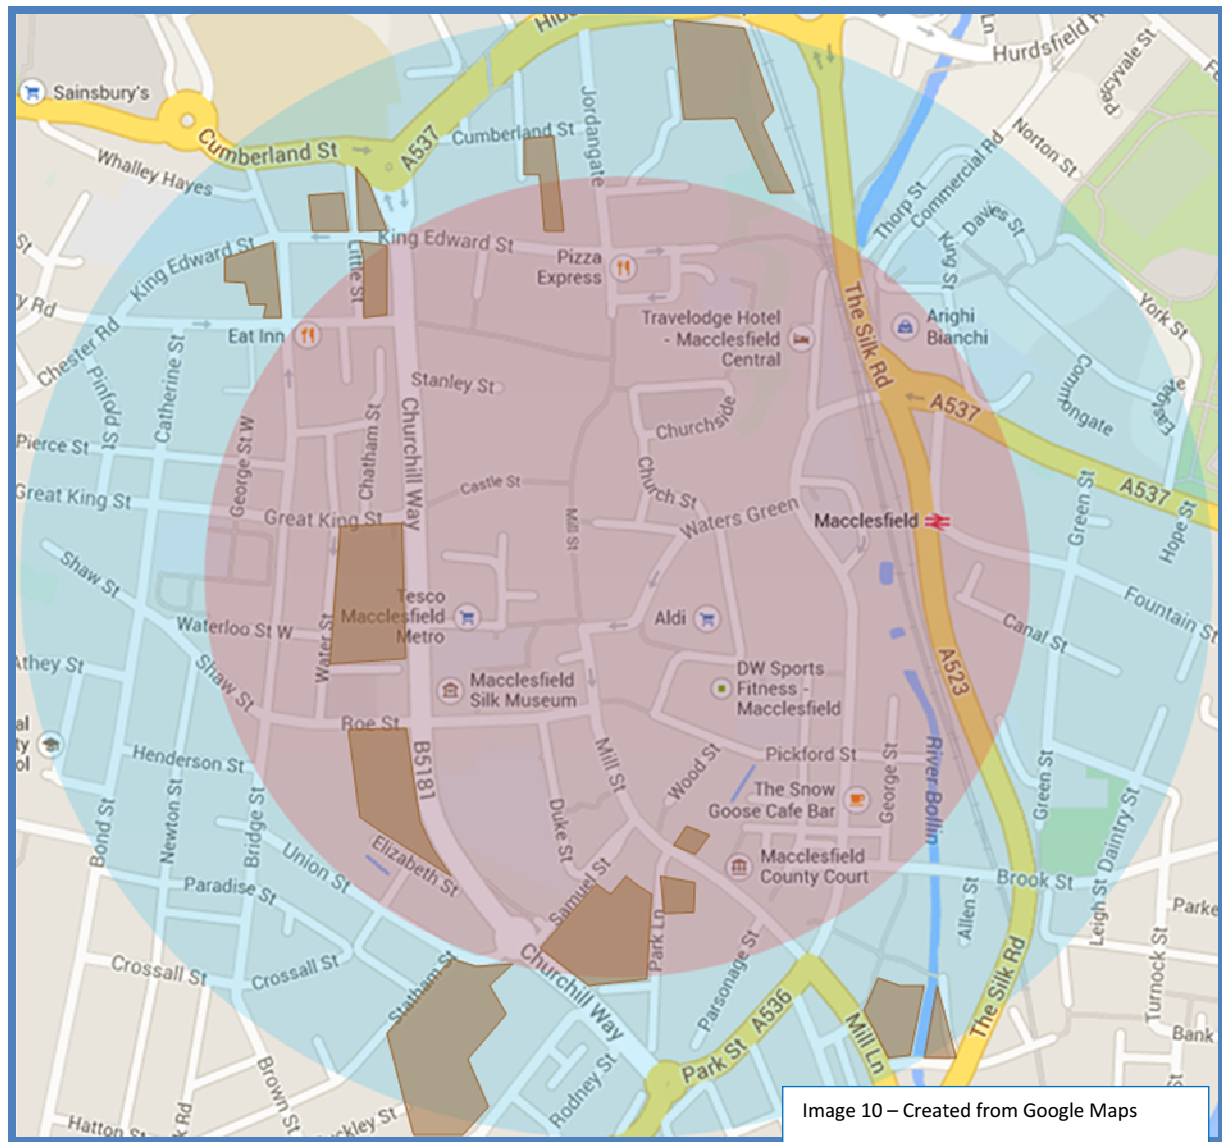 Hurdsfield
Ln
Percyvale St
Sainsbury's
Jordangate
Cumberland St
Cumberland St
A537
Norton St
Whalley Hayes
Commercial Rd
Thorp St
Davies St
King St
St
King Edward St
King Edward St
Little St
Pizza
Express
York St
Travelodge Hotel
- Macclesfield
Central
Arighi
Bianchi
The Silk Rd
Eat Inn
Chester Rd
Catherine St
Pinfold St
Stanley St
Eastgate
Commongate
Churchside
A537
Churchill Way
Chatham St
George St W
Pierce St
Church St
Castle St
A537
Great King St
Great King St
Waters Green
Mill St
Macclesfield
Green St
Hope St
Shaw St
Tesco
Macclesfield
Metro
Aldi
Fountain St
Canal St
Waterloo St W
Water St
Athey St
Shaw St
Macclesfield
Silk Museum
DW Sports
Fitness -
Macclesfield
A523
Roe St
B5181
Henderson St
Mill St
Wood St
Pickford St
George St
River Bollin
Green St
The Snow
Goose Cafe Bar
Duke St
Daintry St
Bond St
Newton St
Bridge St
Elizabeth St
Union St
Macclesfield
County Court
Samuel St
Paradise St
Brook St
Allen St
Leigh St
Parke
Park Ln
Parsonage St
Crossall St
Crossall St
Statham St
Churchill Way
The Silk Rd
Turnock St
A536
Park St
Mill Ln
Bank
Rodney St
Brown St
Hatton St
Rd
uckley St
Image 10 – Created from Google Maps